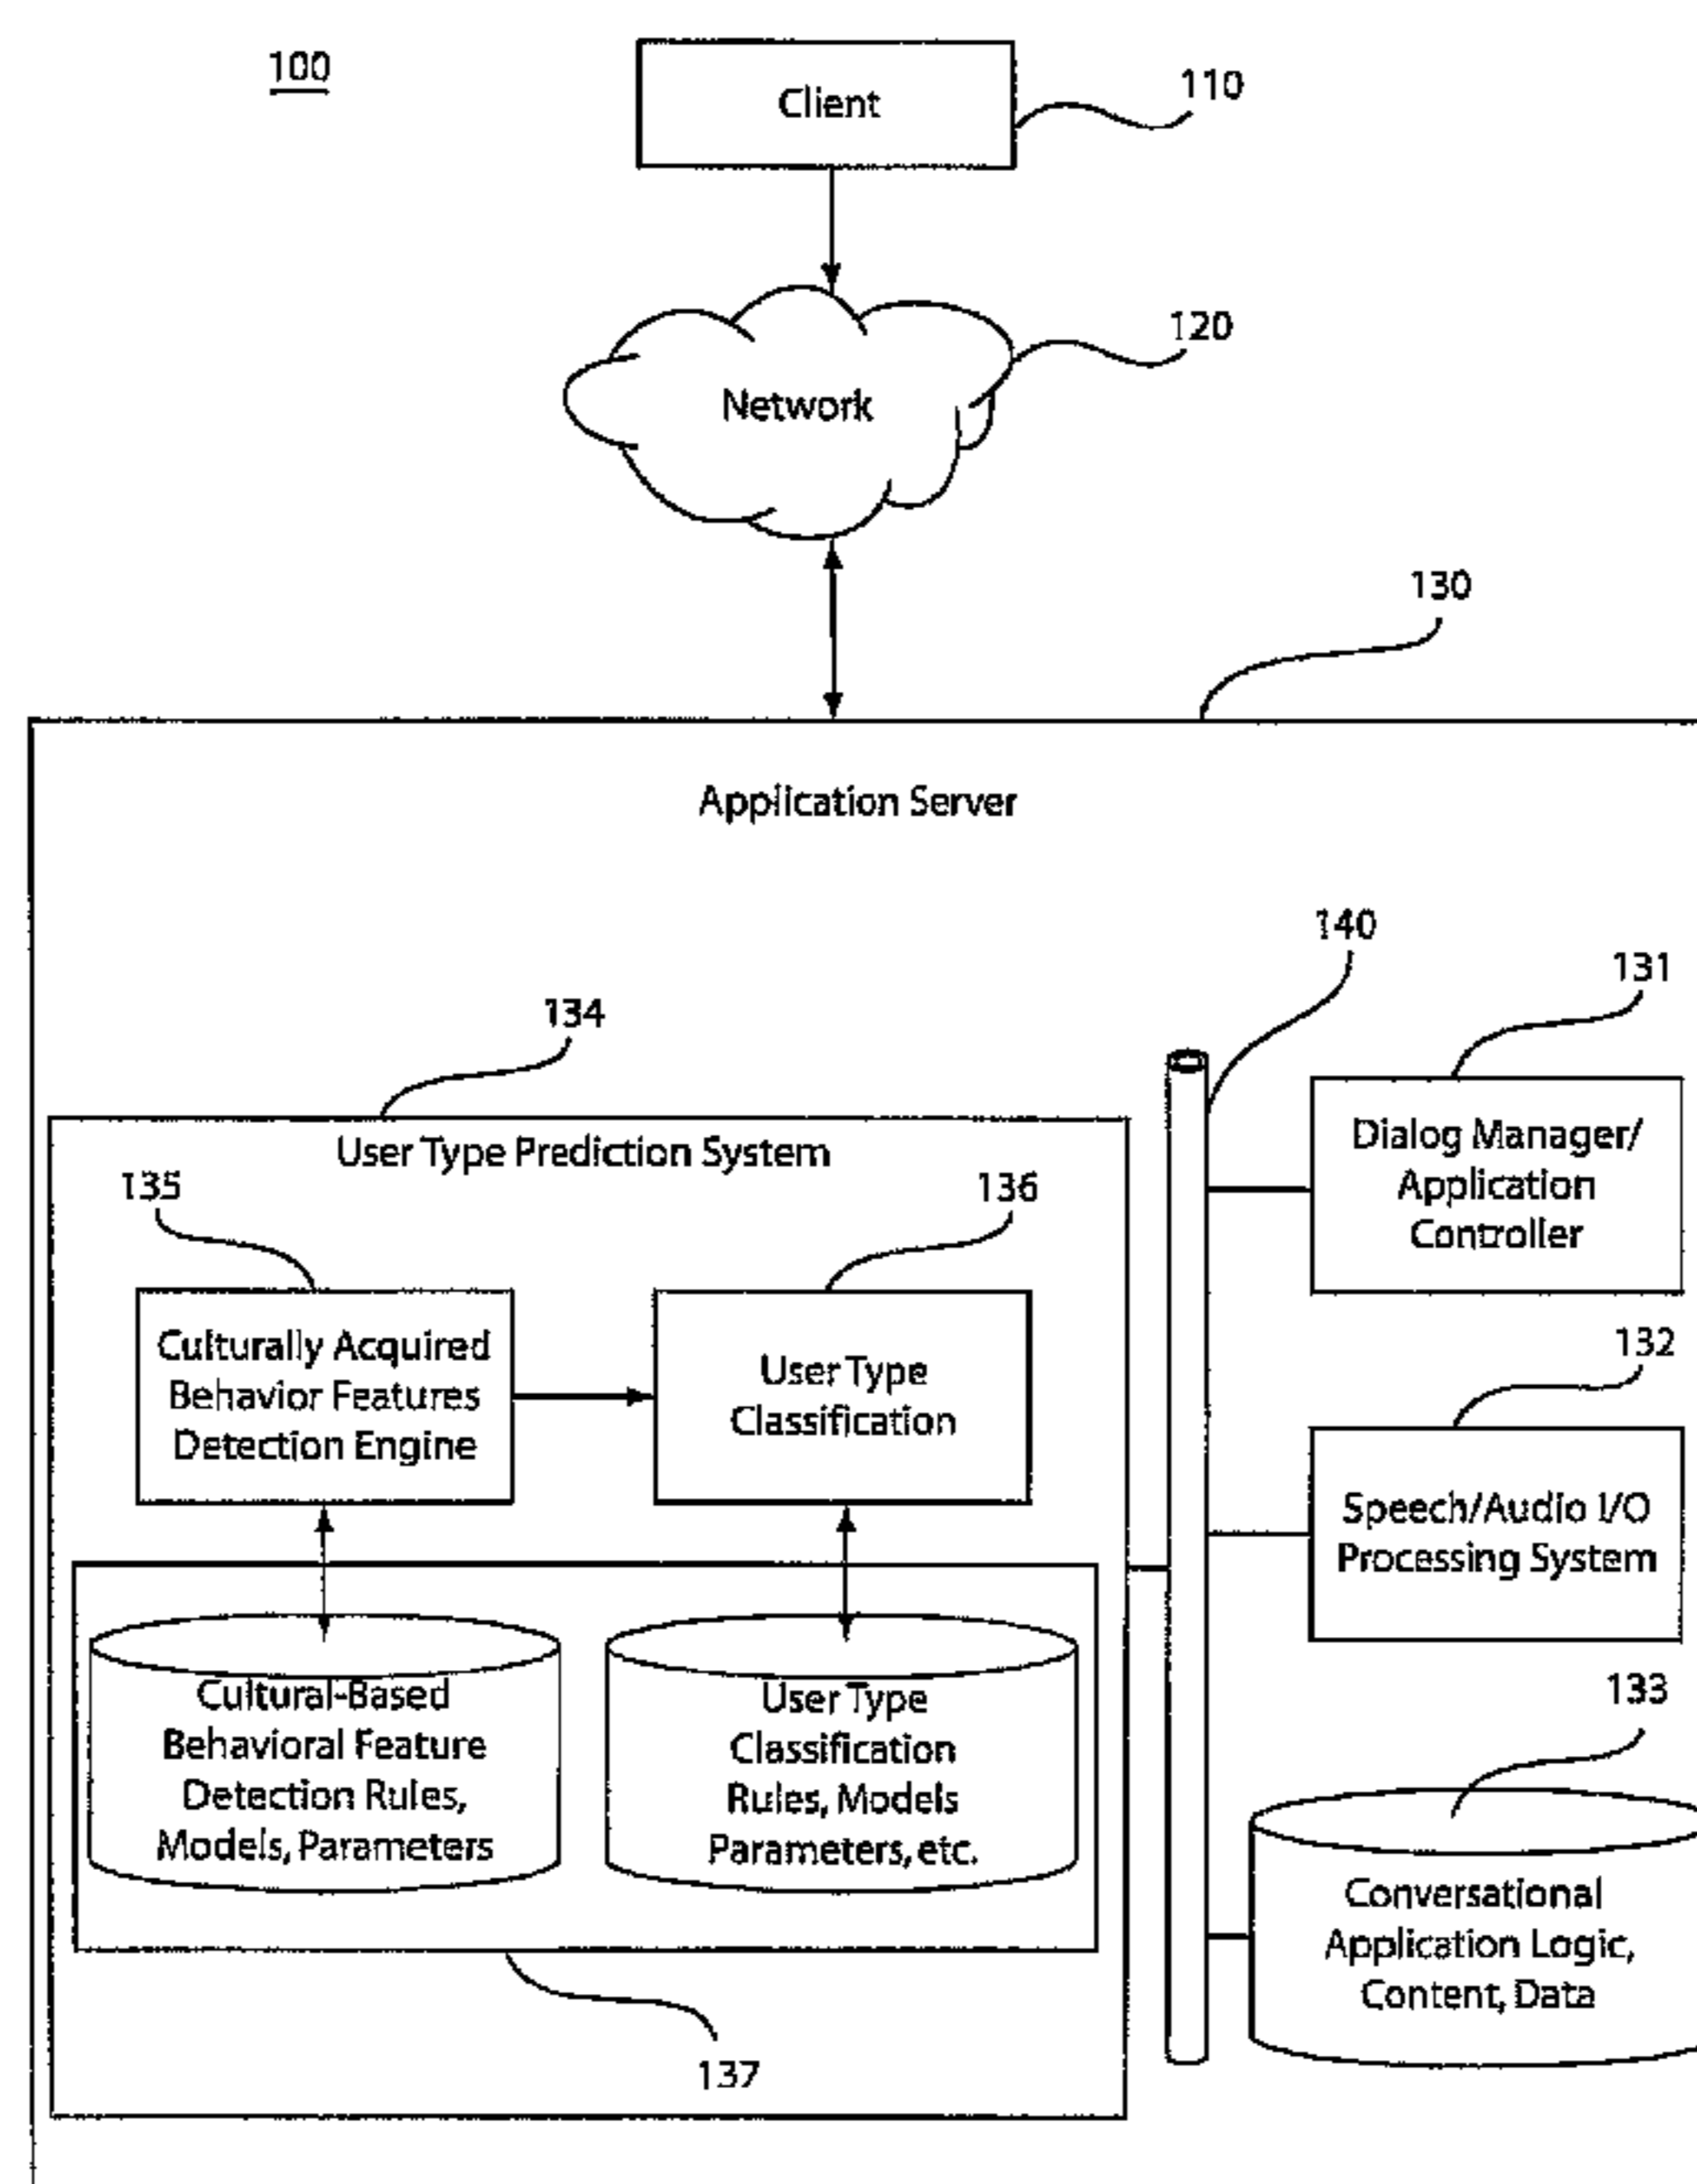 100
Client
110
120
Network
130
Application Server
140
131
134
Dialog Manager/
Application
Controller
User Type Prediction System
135
136
Culturally Acquired
Behavior Features
Detection Engine
User Type
Classification
132
Speech/Audio I/O
Processing System
Cultural-Based
Behavioral Feature
Detection Rules,
Models, Parameters
User Type
Classification
Rules, Models
Parameters, etc.
133
Conversational
Application Logic,
Content, Data
137